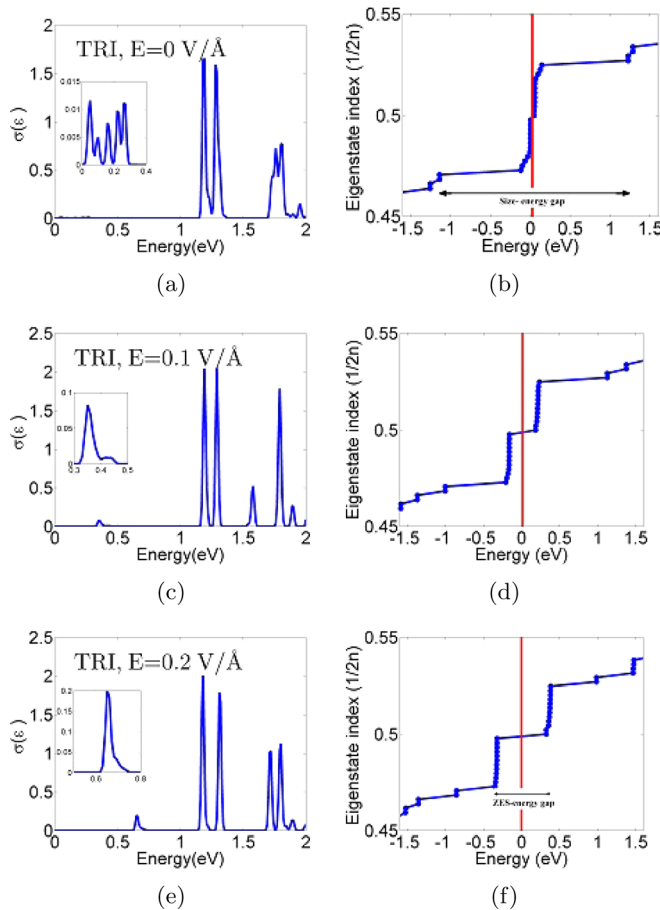 TRI, E=0 V/Å
σ(ε )
2
1.5
1
0.5
0
0 0.5 1 1.5 2
Energy(eV)
0.015
0.01
0.005
0
0 0.2 0.4
(a)
Eigenstate index (1/2n)
0.55
0.5
0.45
-1.5 -1 -0.5 0 0.5 1 1.5
Energy (eV)
Size- energy gap
(b)
TRI, E=0.1 V/Å
σ(ε )
2.5
2
1.5
1
0.5
0
0 0.5 1 1.5 2
Energy(eV)
0.1
0.05
0
0.3 0.4 0.5
(c)
Eigenstate index (1/2n)
0.55
0.5
0.45
-1.5 -1 -0.5 0 0.5 1 1.5
Energy (eV)
(d)
TRI, E=0.2 V/Å
σ(ε )
2.5
2
1.5
1
0.5
0
0 0.5 1 1.5 2
Energy(eV)
0.2
0.15
0.1
0.05
0
0.6 0.8
(e)
Eigenstate index (1/2n)
0.55
0.5
0.45
-1.5 -1 -0.5 0 0.5 1 1.5
Energy (eV)
ZES-energy gap
(f)